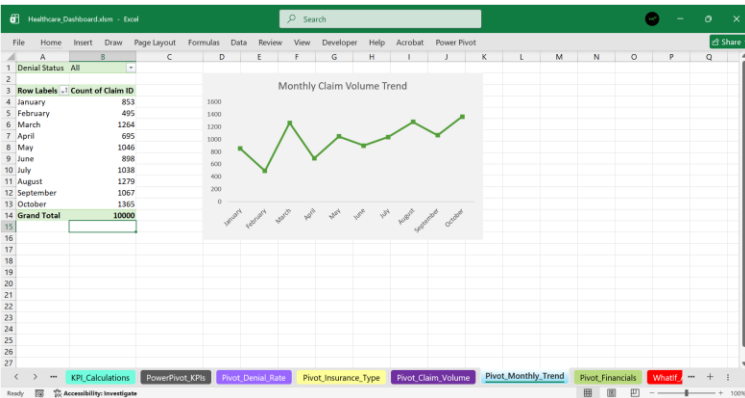 Healthcare_Dashboard.xlsm - Excel
Search
File Home Insert Draw Page Layout Formulas Data Review View Developer Help Acrobat Power Pivot Share
A B C D E F G H I J K L M N O P Q
1 Denial Status All
2
3 Row Labels Count of Claim ID
4 January 853
5 February 495
6 March 1264
7 April 695
8 May 1046
9 June 898
10 July 1038
11 August 1279
12 September 1067
13 October 1365
14 Grand Total 10000
15
16
17
18
19
20
21
22
23
24
25
26
27
Monthly Claim Volume Trend
1600
1400
1200
1000
800
600
400
200
0
January February March April May June July August September October
KPI_Calculations PowerPivot_KPIs Pivot_Denial_Rate Pivot_Insurance_Type Pivot_Claim_Volume Pivot_Monthly_Trend Pivot_Financials WhatIf_
Ready Accessibility: Investigate 100%